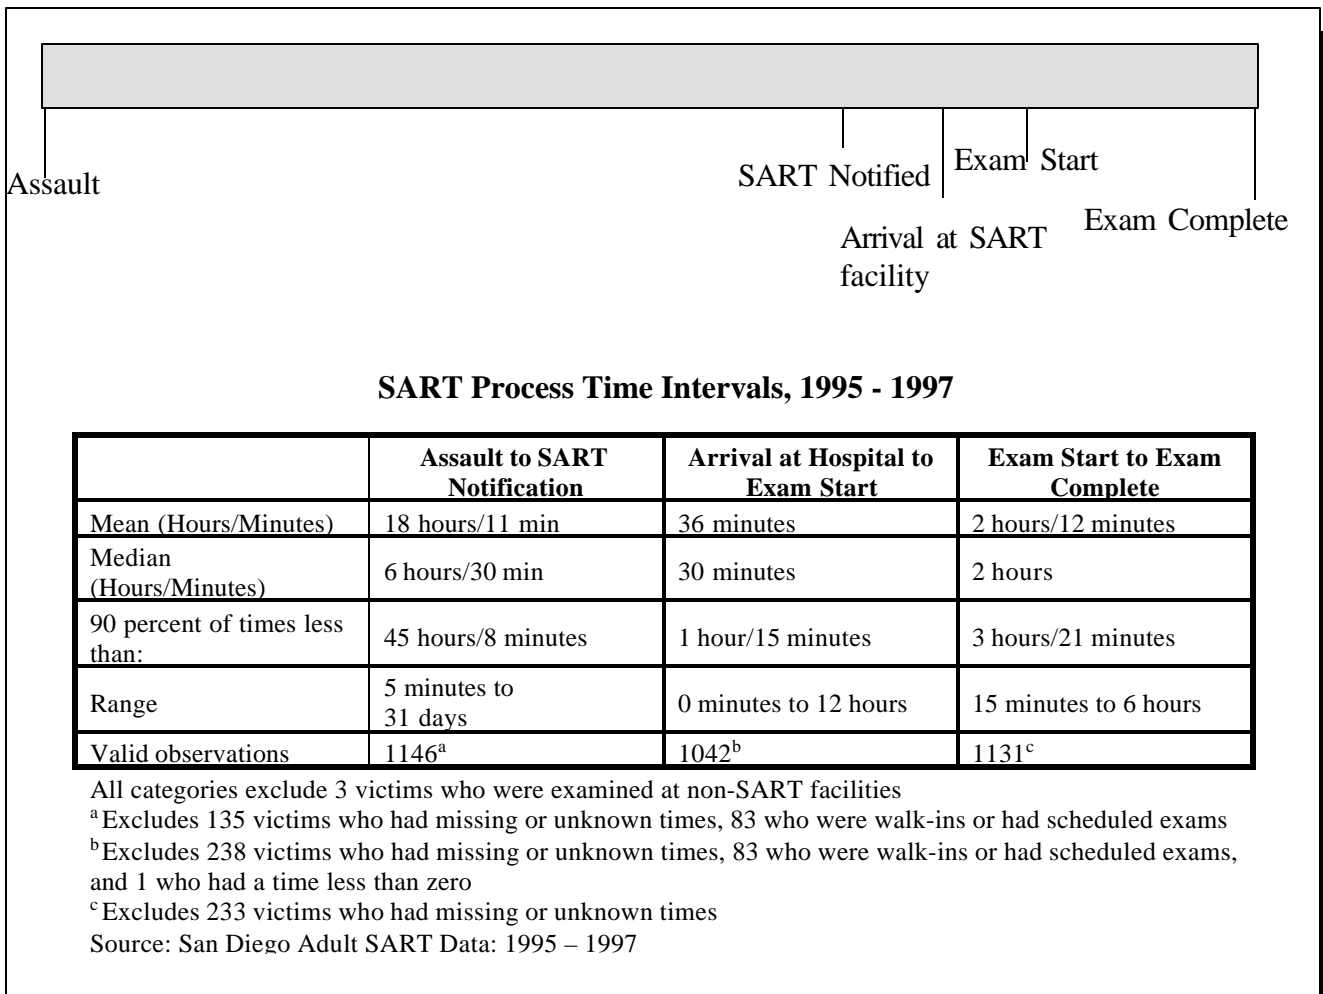 Assault
SART Notified
Exam Start
Arrival at SART
facility
Exam Complete
SART Process Time Intervals, 1995 - 1997
Assault to SART
Notification
Arrival at Hospital to
Exam Start
Exam Start to Exam
Complete
Mean (Hours/Minutes) 18 hours/11 min 36 minutes 2 hours/12 minutes
Median
(Hours/Minutes)
6 hours/30 min 30 minutes 2 hours
90 percent of times less
than:
45 hours/8 minutes 1 hour/15 minutes 3 hours/21 minutes
Range
5 minutes to
31 days
0 minutes to 12 hours 15 minutes to 6 hours
Valid observations 1146ᵃ 1042ᵇ 1131ᶜ
All categories exclude 3 victims who were examined at non-SART facilities
ᵃ Excludes 135 victims who had missing or unknown times, 83 who were walk-ins or had scheduled exams
ᵇ Excludes 238 victims who had missing or unknown times, 83 who were walk-ins or had scheduled exams,
and 1 who had a time less than zero
ᶜ Excludes 233 victims who had missing or unknown times
Source: San Diego Adult SART Data: 1995 – 1997